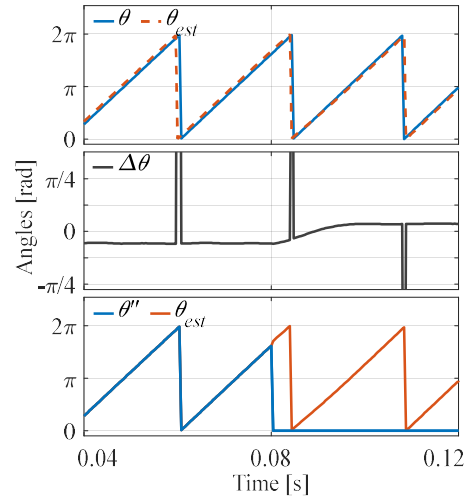 θ θest
2π
π
0
Δθ
π/4
0
-π/4
Angles [rad]
θ" θest
2π
π
0
0.04 0.08 0.12
Time [s]